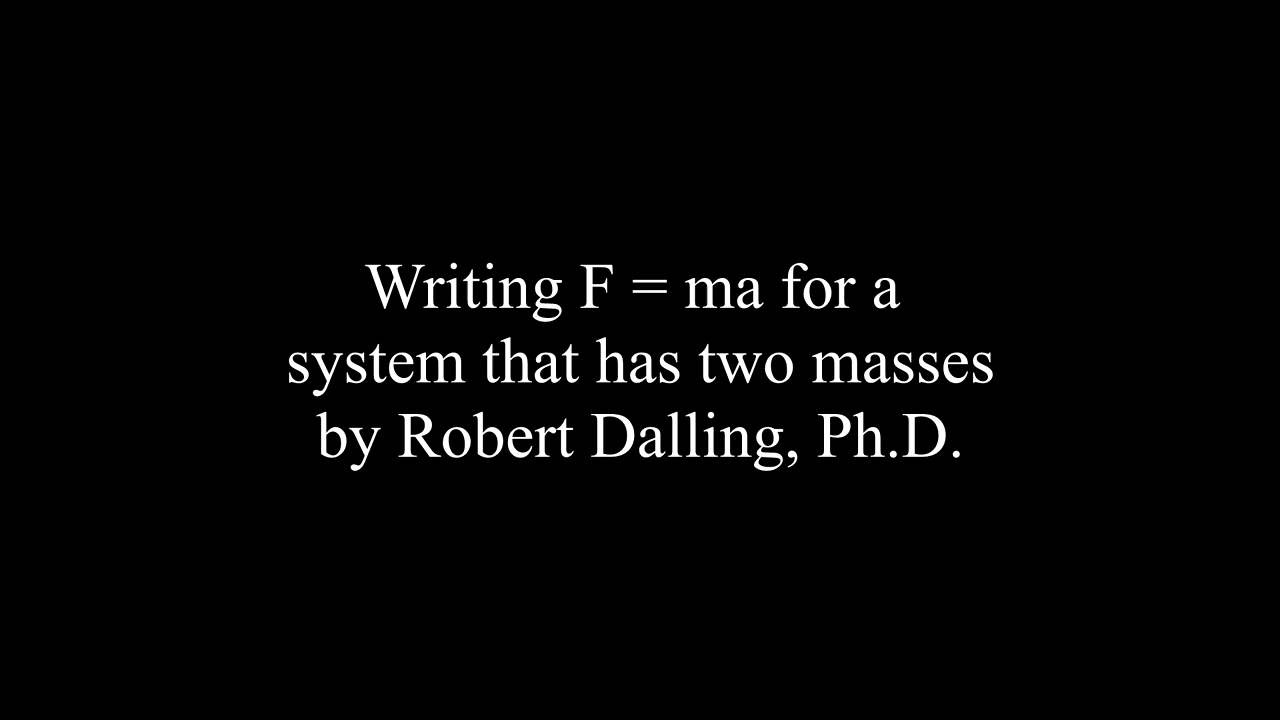 Writing F = ma for a
system that has two masses
by Robert Dalling, Ph.D.